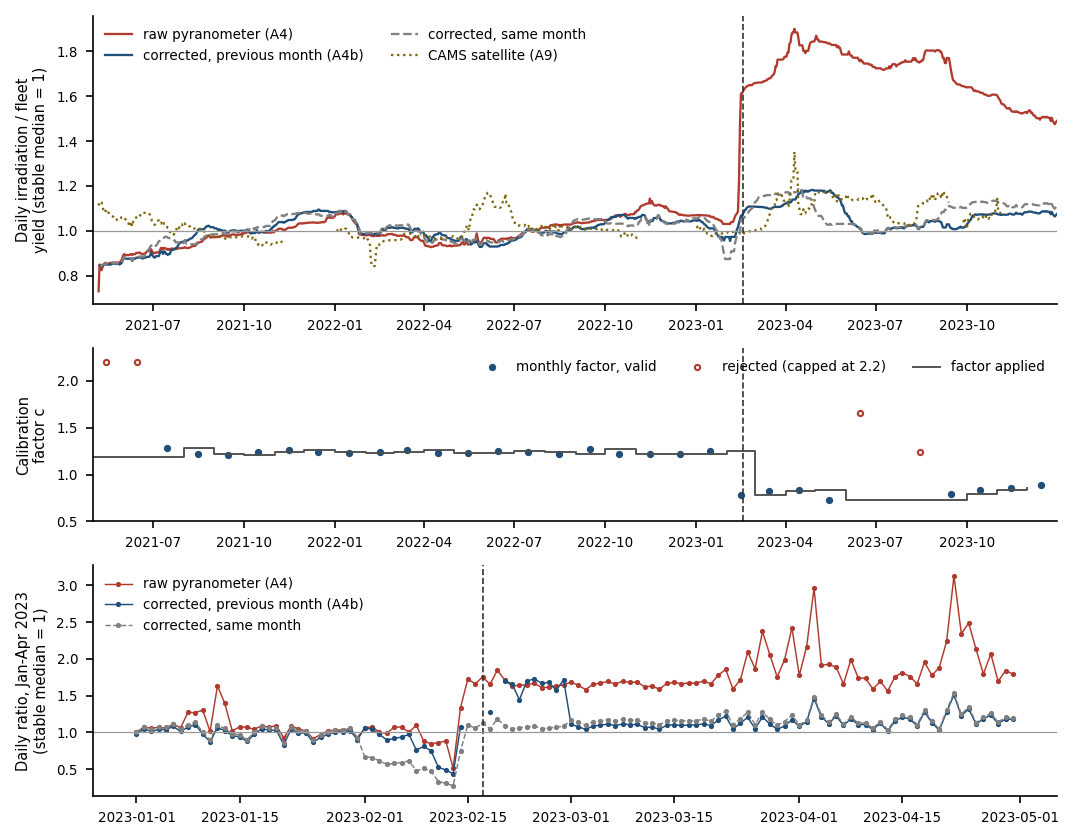 Daily irradiation / fleet
yield (stable median = 1)
raw pyranometer (A4)
corrected, previous month (A4b)
corrected, same month
CAMS satellite (A9)
1.8
1.6
1.4
1.2
1.0
0.8
2021-07 2021-10 2022-01 2022-04 2022-07 2022-10 2023-01 2023-04 2023-07 2023-10
Calibration
factor c
monthly factor, valid
rejected (capped at 2.2)
factor applied
2.0
1.5
1.0
0.5
2021-07 2021-10 2022-01 2022-04 2022-07 2022-10 2023-01 2023-04 2023-07 2023-10
Daily ratio, Jan-Apr 2023
(stable median = 1)
raw pyranometer (A4)
corrected, previous month (A4b)
corrected, same month
3.0
2.5
2.0
1.5
1.0
0.5
2023-01-01 2023-01-15 2023-02-01 2023-02-15 2023-03-01 2023-03-15 2023-04-01 2023-04-15 2023-05-01